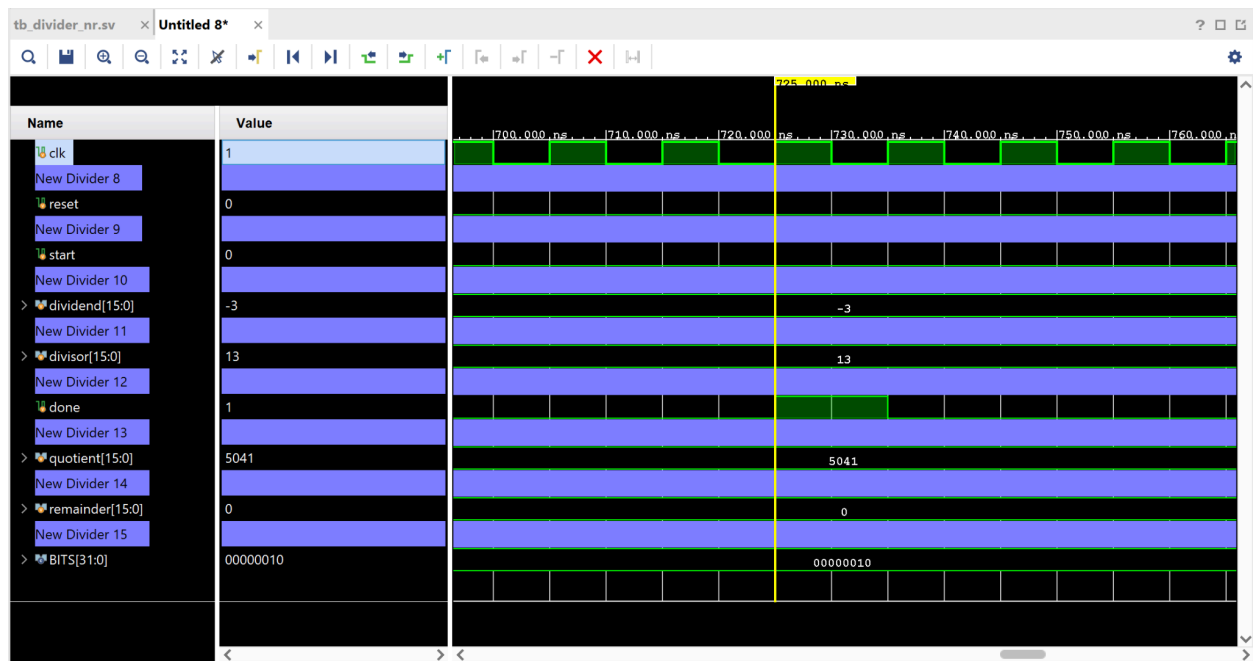 tb_divider_nr.sv × Untitled 8* × ?
725.000 ns
Name Value
700.000 ns 710.000 ns 720.000 ns 730.000 ns 740.000 ns 750.000 ns 760.000 n
clk 1
New Divider 8
reset 0
New Divider 9
start 0
New Divider 10
dividend[15:0] -3 -3
New Divider 11
divisor[15:0] 13 13
New Divider 12
done 1
New Divider 13
quotient[15:0] 5041 5041
New Divider 14
remainder[15:0] 0 0
New Divider 15
BITS[31:0] 00000010 00000010